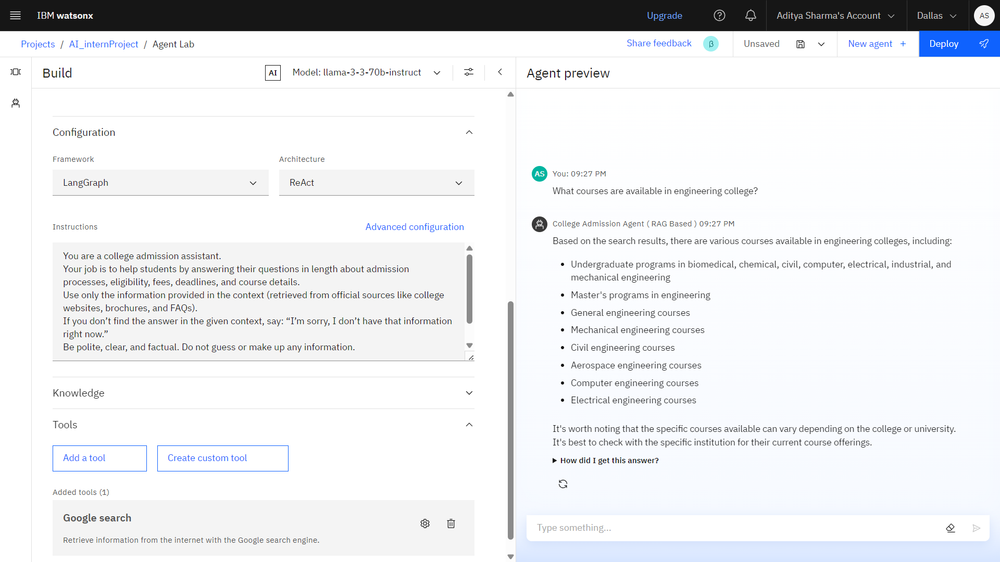 IBM watsonx
Upgrade
Aditya Sharma's Account
Dallas
AS
Projects / AI_internProject / Agent Lab
Share feedback
β
Unsaved
New agent +
Deploy
Build
AI
Model: llama-3-3-70b-instruct
Configuration
Framework
Architecture
LangGraph
ReAct
Instructions
Advanced configuration
You are a college admission assistant.
Your job is to help students by answering their questions in length about admission
processes, eligibility, fees, deadlines, and course details.
Use only the information provided in the context (retrieved from official sources like college
websites, brochures, and FAQs).
If you don’t find the answer in the given context, say: “I’m sorry, I don’t have that information
right now.”
Be polite, clear, and factual. Do not guess or make up any information.
Knowledge
Tools
Add a tool
Create custom tool
Added tools (1)
Google search
Retrieve information from the internet with the Google search engine.
Agent preview
AS
You: 09:27 PM
What courses are available in engineering college?
College Admission Agent ( RAG Based ) 09:27 PM
Based on the search results, there are various courses available in engineering colleges, including:
• Undergraduate programs in biomedical, chemical, civil, computer, electrical, industrial, and
mechanical engineering
• Master's programs in engineering
• General engineering courses
• Mechanical engineering courses
• Civil engineering courses
• Aerospace engineering courses
• Computer engineering courses
• Electrical engineering courses
It's worth noting that the specific courses available can vary depending on the college or university.
It's best to check with the specific institution for their current course offerings.
How did I get this answer?
Type something...